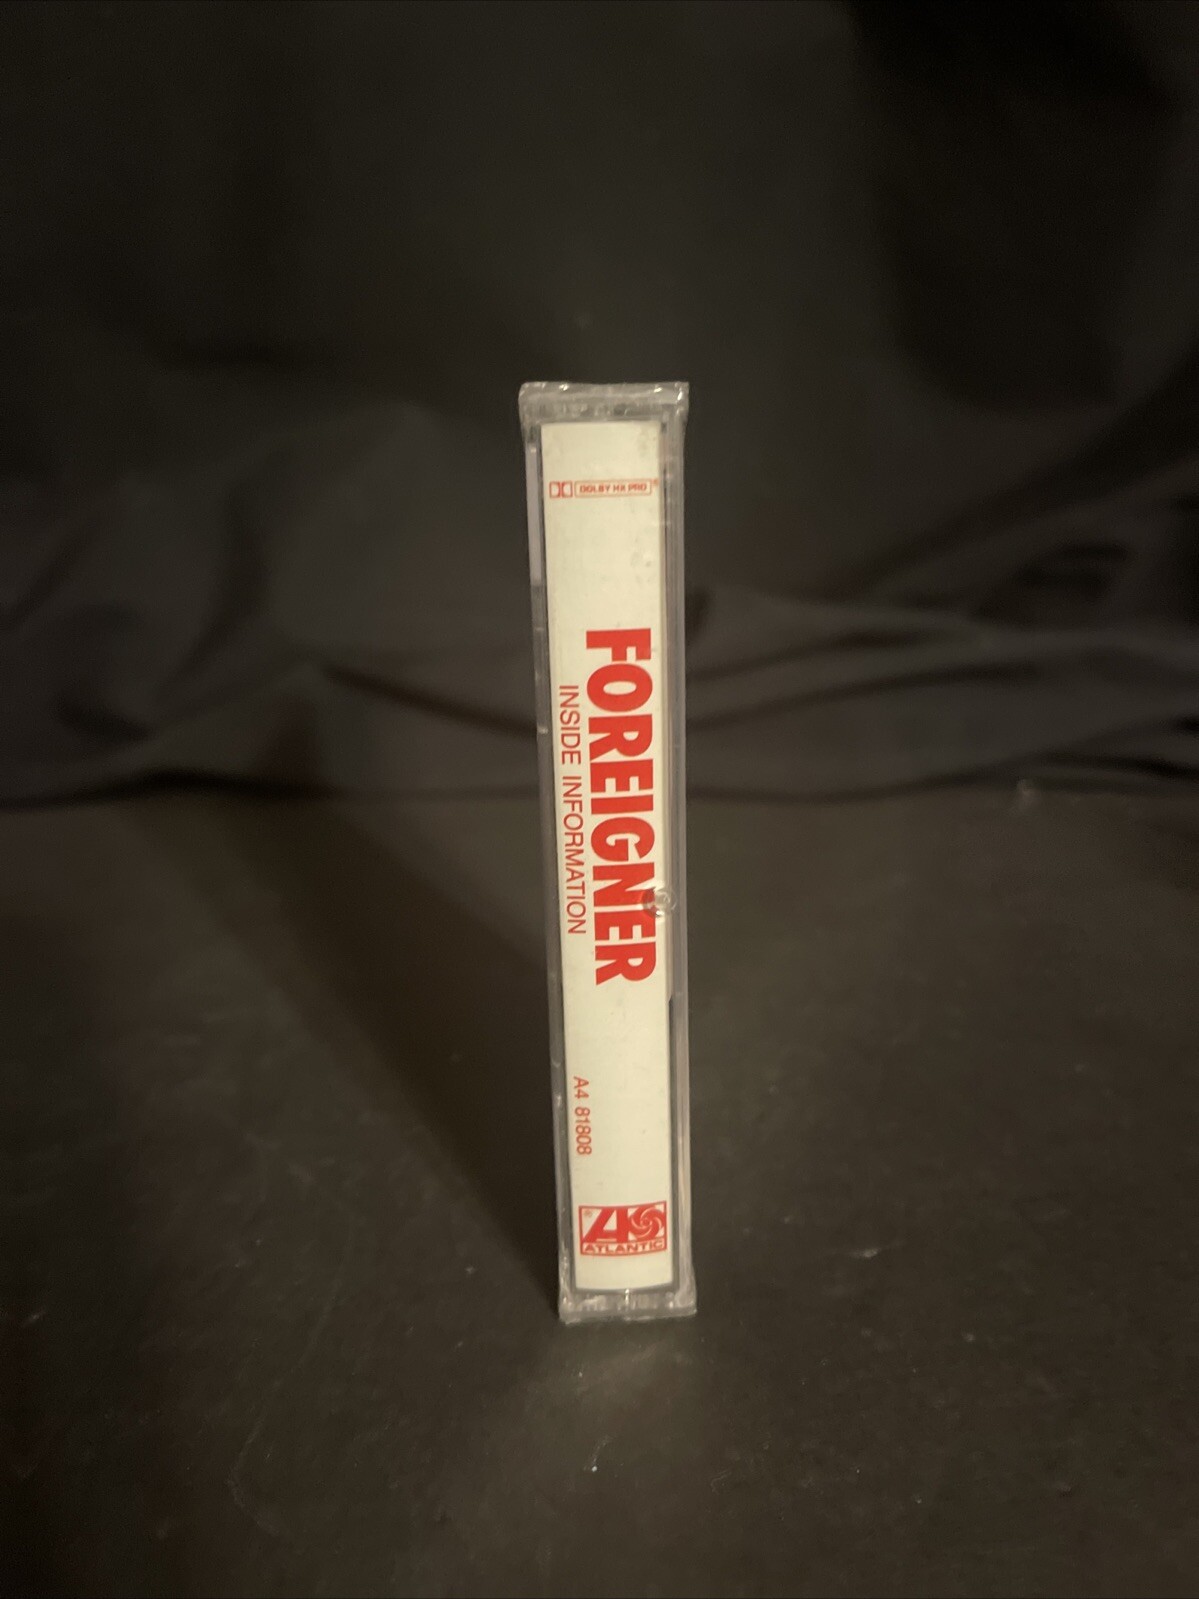 DOLBY HX PRO
FOREIGNER
INSIDE INFORMATION
A4 81808
ATLANTIC